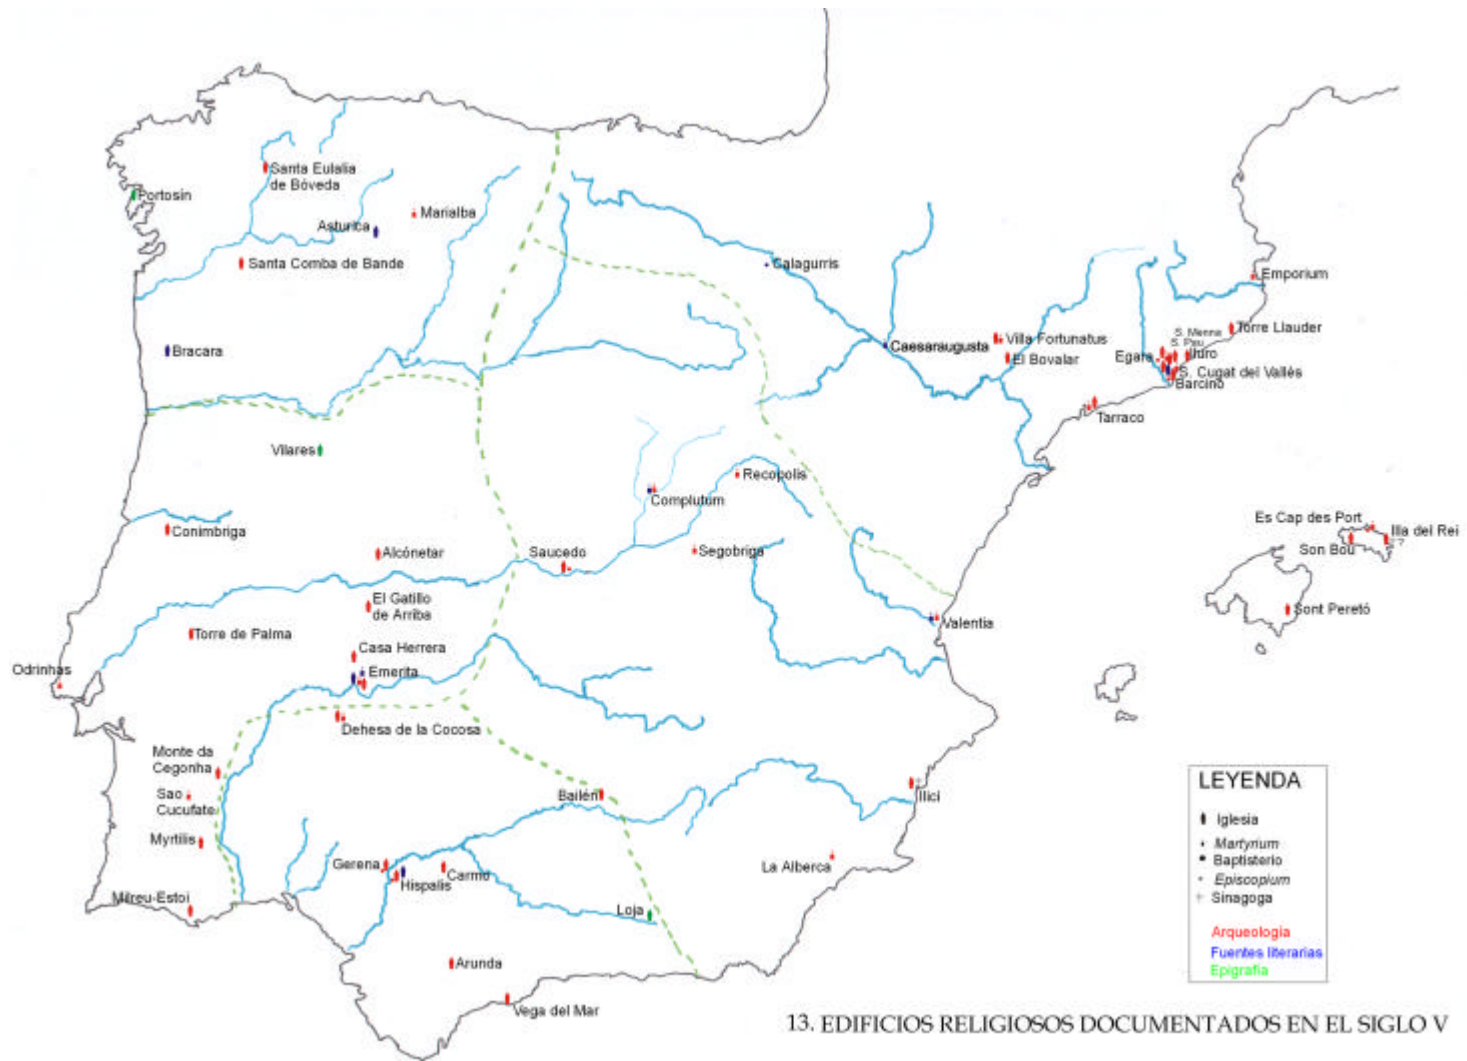 Santa Eulalia
de Bóveda
Portosín
Asturica
Marialba
Santa Comba de Bande
Calagurris
Emporium
Bracara
Caesaraugusta
Villa Fortunatus
El Bovalar
Torre Llauder
S. Menna
S. Pau
Egara
Iluro
S. Cugat del Vallés
Barcino
Tarraco
Vilares
Recopolis
Complutum
Conimbriga
Alcónetar
Saucedo
Segobriga
Es Cap des Port
Illa del Rei
Son Bou
??
El Gatillo
de Arriba
Sont Peretó
Torre de Palma
Valentia
Casa Herrera
Odrinhas
Emerita
Dehesa de la Cocosa
Monte da
Cegonha
Sao
Cucufate
Bailén
Ilici
Myrtilis
Gerena
Hispalis
Carmo
La Alberca
Milreu-Estoi
Loja
Arunda
Vega del Mar
LEYENDA
Iglesia
Martyrium
Baptisterio
Episcopium
Sinagoga
Arqueología
Fuentes literarias
Epigrafía
13. EDIFICIOS RELIGIOSOS DOCUMENTADOS EN EL SIGLO V